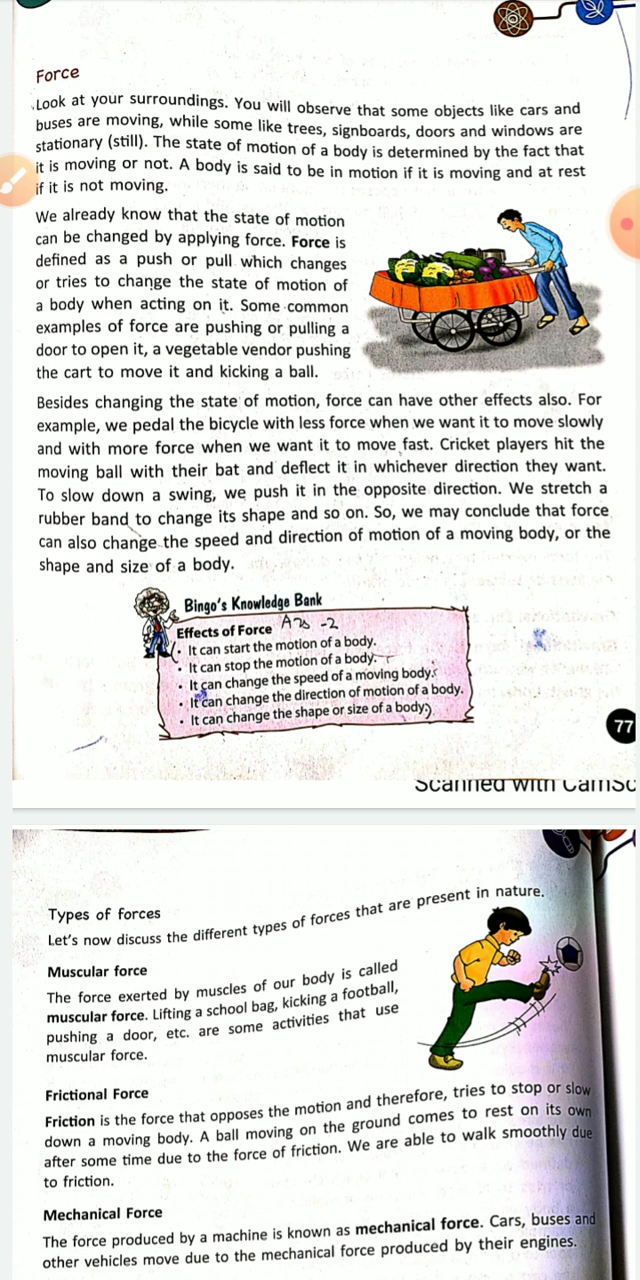 Force
Look at your surroundings. You will observe that some objects like cars and
buses are moving, while some like trees, signboards, doors and windows are
stationary (still). The state of motion of a body is determined by the fact that
it is moving or not. A body is said to be in motion if it is moving and at rest
if it is not moving.
We already know that the state of motion
can be changed by applying force. Force is
defined as a push or pull which changes
or tries to change the state of motion of
a body when acting on it. Some common
examples of force are pushing or pulling a
door to open it, a vegetable vendor pushing
the cart to move it and kicking a ball.
Besides changing the state of motion, force can have other effects also. For
example, we pedal the bicycle with less force when we want it to move slowly
and with more force when we want it to move fast. Cricket players hit the
moving ball with their bat and deflect it in whichever direction they want.
To slow down a swing, we push it in the opposite direction. We stretch a
rubber band to change its shape and so on. So, we may conclude that force
can also change the speed and direction of motion of a moving body, or the
shape and size of a body.
Bingo's Knowledge Bank
Effects of Force Ans -2
• It can start the motion of a body.
• It can stop the motion of a body.
• It can change the speed of a moving body.
• It can change the direction of motion of a body.
• It can change the shape or size of a body.
77
Scanned with CamSc
Types of forces
Let's now discuss the different types of forces that are present in nature.
Muscular force
The force exerted by muscles of our body is called
muscular force. Lifting a school bag, kicking a football,
pushing a door, etc. are some activities that use
muscular force.
Frictional Force
Friction is the force that opposes the motion and therefore, tries to stop or slow
down a moving body. A ball moving on the ground comes to rest on its own
after some time due to the force of friction. We are able to walk smoothly due
to friction.
Mechanical Force
The force produced by a machine is known as mechanical force. Cars, buses and
other vehicles move due to the mechanical force produced by their engines.